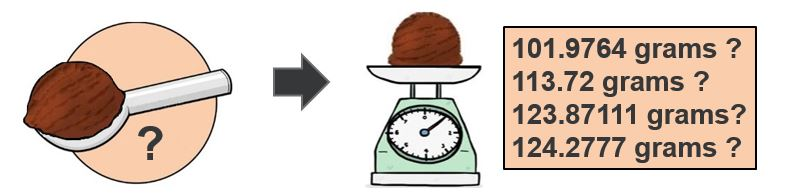 ?
101.9764 grams ?
113.72 grams ?
123.87111 grams?
124.2777 grams ?